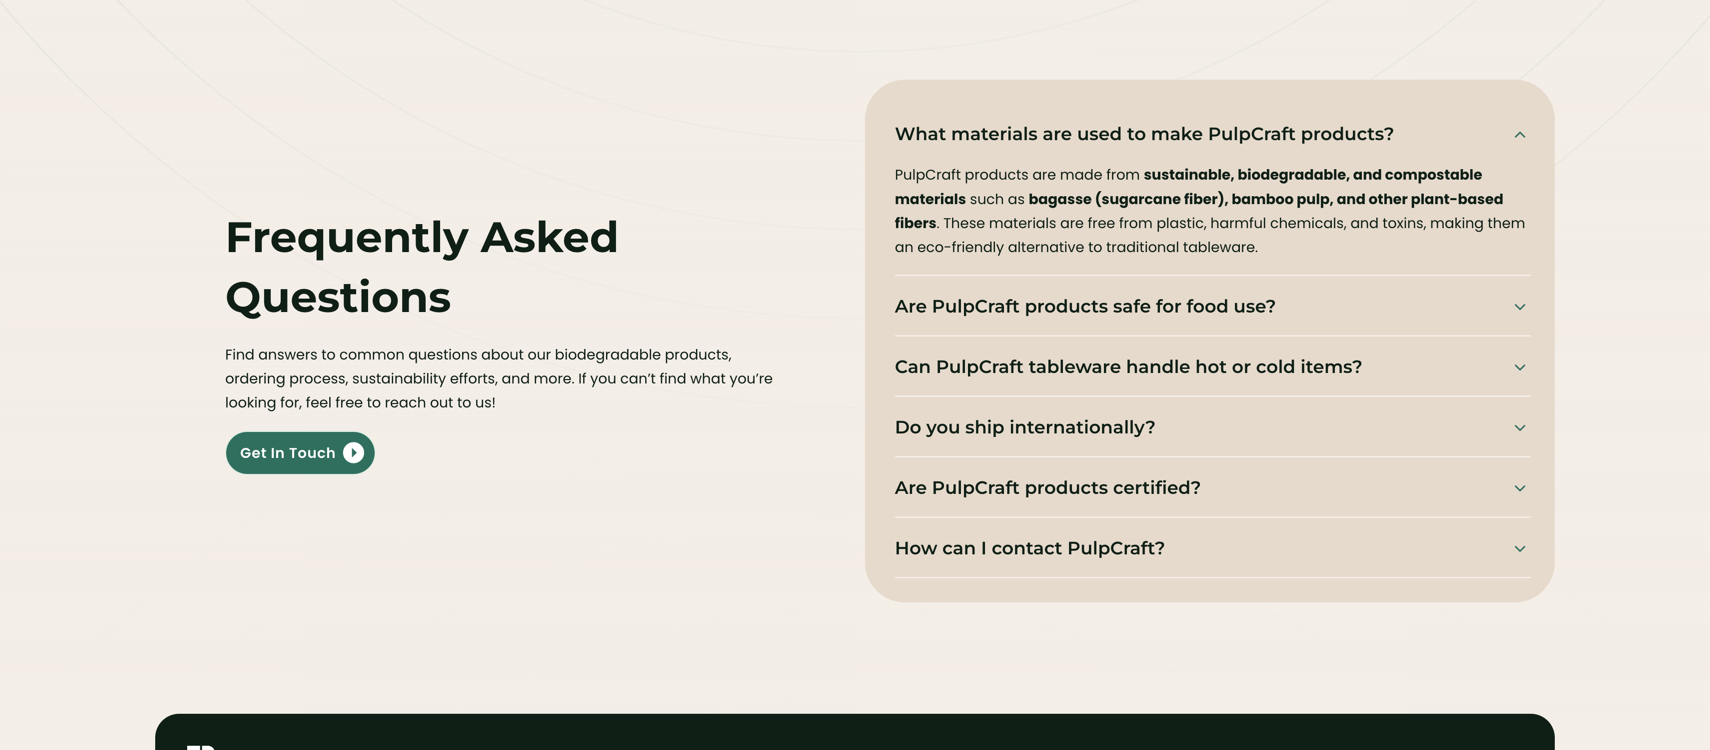 Frequently Asked
Questions
Find answers to common questions about our biodegradable products,
ordering process, sustainability efforts, and more. If you can’t find what you’re
looking for, feel free to reach out to us!
Get In Touch
What materials are used to make PulpCraft products?
PulpCraft products are made from sustainable, biodegradable, and compostable
materials such as bagasse (sugarcane fiber), bamboo pulp, and other plant-based
fibers. These materials are free from plastic, harmful chemicals, and toxins, making them
an eco-friendly alternative to traditional tableware.
Are PulpCraft products safe for food use?
Can PulpCraft tableware handle hot or cold items?
Do you ship internationally?
Are PulpCraft products certified?
How can I contact PulpCraft?